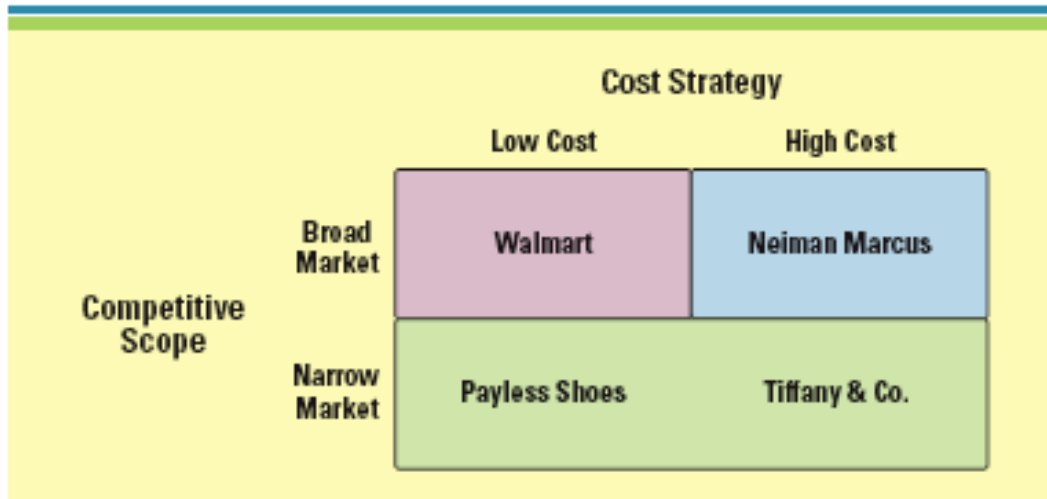 Cost Strategy
Low Cost High Cost
Broad
Market
Walmart Neiman Marcus
Competitive
Scope
Narrow
Market
Payless Shoes Tiffany & Co.